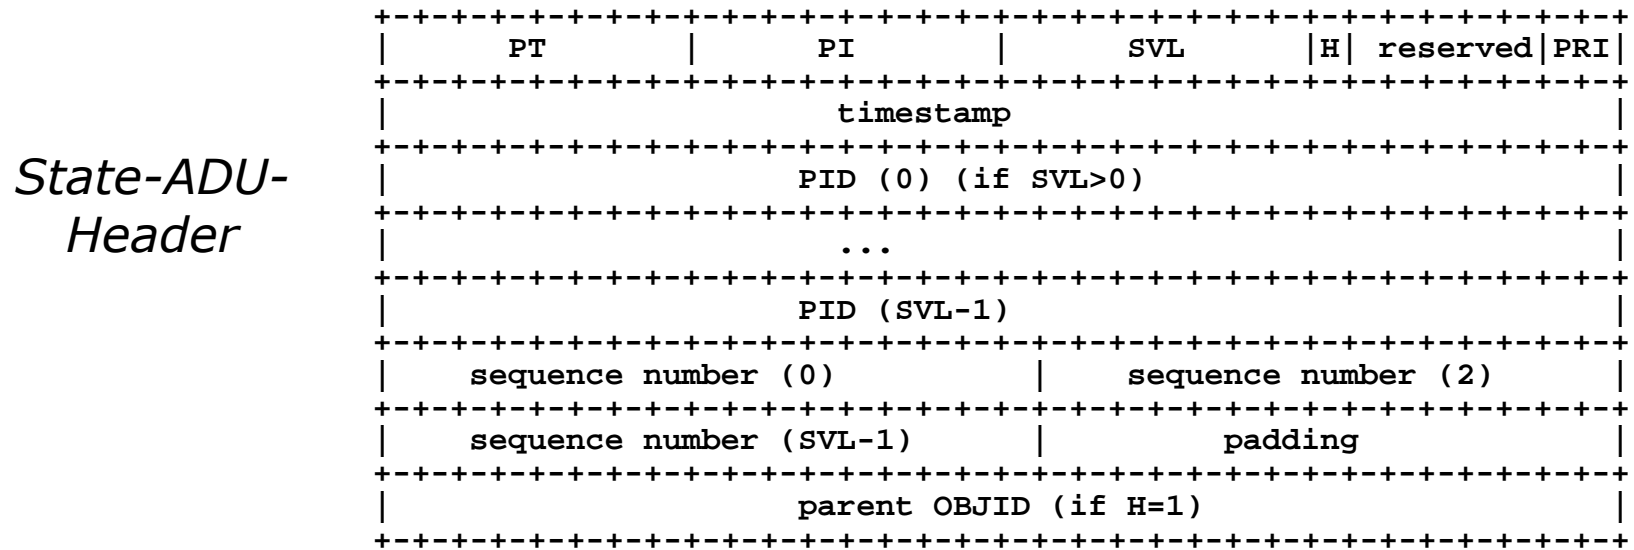 State-ADU-
Header
+-+-+-+-+-+-+-+-+-+-+-+-+-+-+-+-+-+-+-+-+-+-+-+-+-+-+-+-+-+-+-+-+
|      PT       |      PI       |      SVL      |H| reserved|PRI|
+-+-+-+-+-+-+-+-+-+-+-+-+-+-+-+-+-+-+-+-+-+-+-+-+-+-+-+-+-+-+-+-+
|                       timestamp                               |
+-+-+-+-+-+-+-+-+-+-+-+-+-+-+-+-+-+-+-+-+-+-+-+-+-+-+-+-+-+-+-+-+
|                     PID (0) (if SVL>0)                        |
+-+-+-+-+-+-+-+-+-+-+-+-+-+-+-+-+-+-+-+-+-+-+-+-+-+-+-+-+-+-+-+-+
|                       ...                                     |
+-+-+-+-+-+-+-+-+-+-+-+-+-+-+-+-+-+-+-+-+-+-+-+-+-+-+-+-+-+-+-+-+
|                     PID (SVL-1)                               |
+-+-+-+-+-+-+-+-+-+-+-+-+-+-+-+-+-+-+-+-+-+-+-+-+-+-+-+-+-+-+-+-+
|    sequence number (0)          |    sequence number (2)      |
+-+-+-+-+-+-+-+-+-+-+-+-+-+-+-+-+-+-+-+-+-+-+-+-+-+-+-+-+-+-+-+-+
|    sequence number (SVL-1)      |         padding             |
+-+-+-+-+-+-+-+-+-+-+-+-+-+-+-+-+-+-+-+-+-+-+-+-+-+-+-+-+-+-+-+-+
|                     parent OBJID (if H=1)                     |
+-+-+-+-+-+-+-+-+-+-+-+-+-+-+-+-+-+-+-+-+-+-+-+-+-+-+-+-+-+-+-+-+